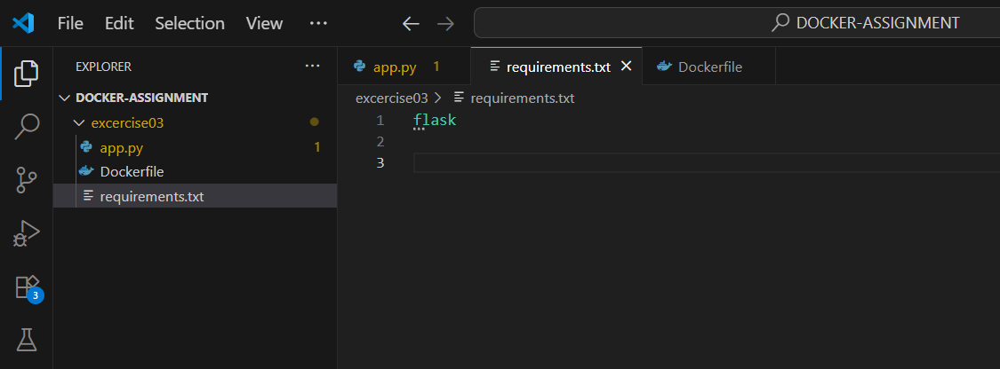 File Edit Selection View ··· ← → DOCKER-ASSIGNMENT
EXPLORER ···
app.py 1 requirements.txt × Dockerfile
DOCKER-ASSIGNMENT
excercise03 > requirements.txt
excercise03
app.py 1
Dockerfile
requirements.txt
1 flask
2
3
3